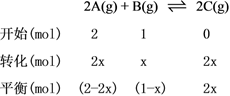 2A(g) + B(g) ⇌ 2C(g)
开始(mol) 2 1 0
转化(mol) 2x x 2x
平衡(mol) (2-2x) (1-x) 2x